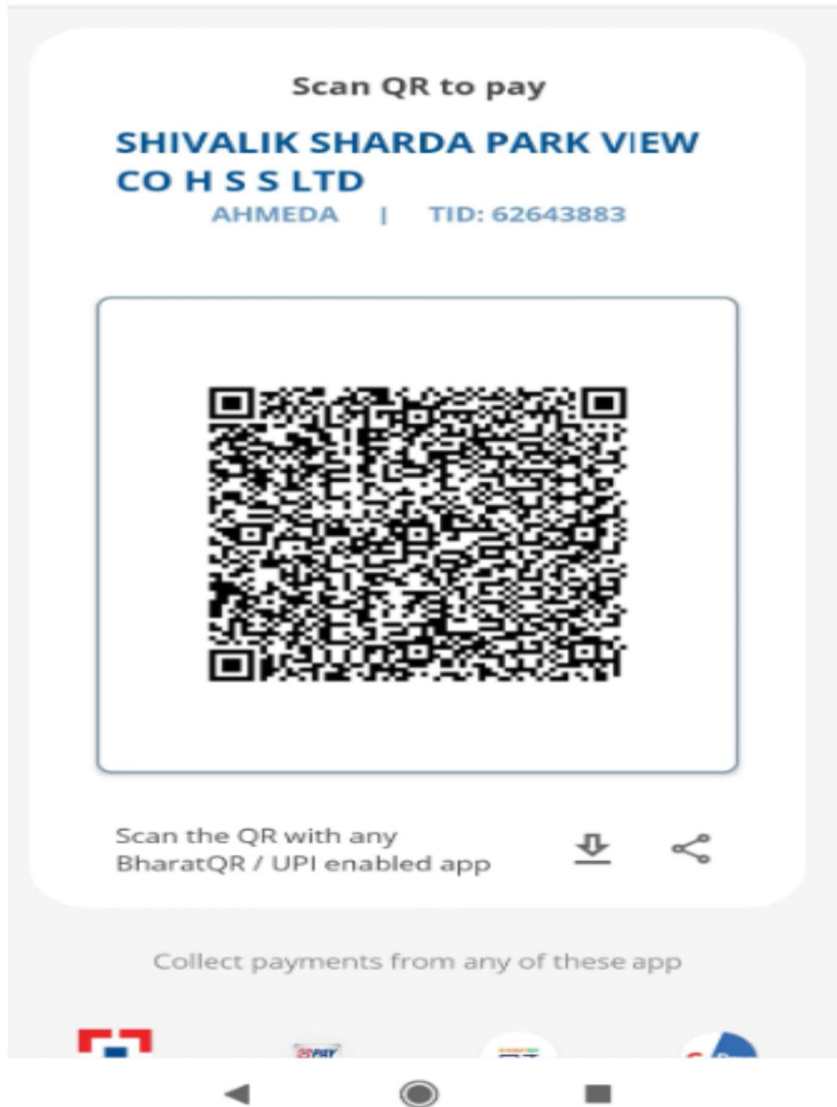 Scan QR to pay
SHIVALIK SHARDA PARK VIEW
CO H S S LTD
AHMEDA | TID: 62643883
Scan the QR with any
BharatQR / UPI enabled app
Collect payments from any of these app
PAY